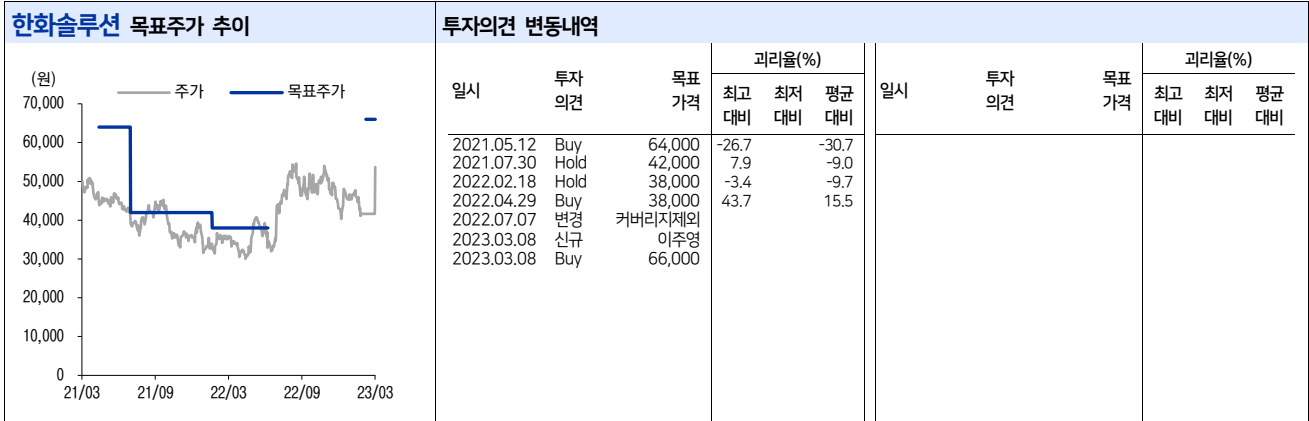 한화솔루션 목표주가 추이
(원)
주가
목표주가
70,000
60,000
50,000
40,000
30,000
20,000
10,000
0
21/03 21/09 22/03 22/09 23/03
투자의견 변동내역
일시 투자의견 목표가격 괴리율(%)
최고대비 최저대비 평균대비
일시 투자의견 목표가격 괴리율(%)
최고대비 최저대비 평균대비
2021.05.12 Buy 64,000 -26.7 -30.7
2021.07.30 Hold 42,000 7.9 -9.0
2022.02.18 Hold 38,000 -3.4 -9.7
2022.04.29 Buy 38,000 43.7 15.5
2022.07.07 변경 커버리지제외
2023.03.08 신규 이주영
2023.03.08 Buy 66,000